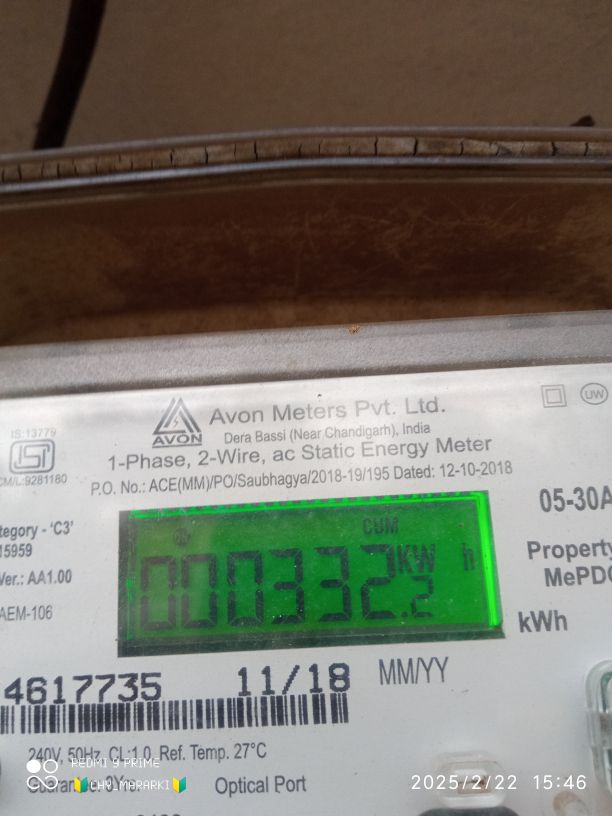 Avon Meters Pvt. Ltd.
AVON
Dera Bassi (Near Chandigarh), India
1-Phase, 2-Wire, ac Static Energy Meter
P.O. No.: ACE(MM)/PO/Saubhagya/2018-19/195 Dated: 12-10-2018
IS:13779
CM/L:9281180
UW
05-30A
ategory - 'C3'
15959
Ver.: AA1.00
AEM-106
CUM
000332.2 KW h
Property
MePDC
kWh
4617735 11/18 MM/YY
240V, 50Hz, CL:1.0, Ref. Temp. 27°C
Optical Port
REDMI 9 PRIME
CHY_MARARKI
2025/2/22 15:46